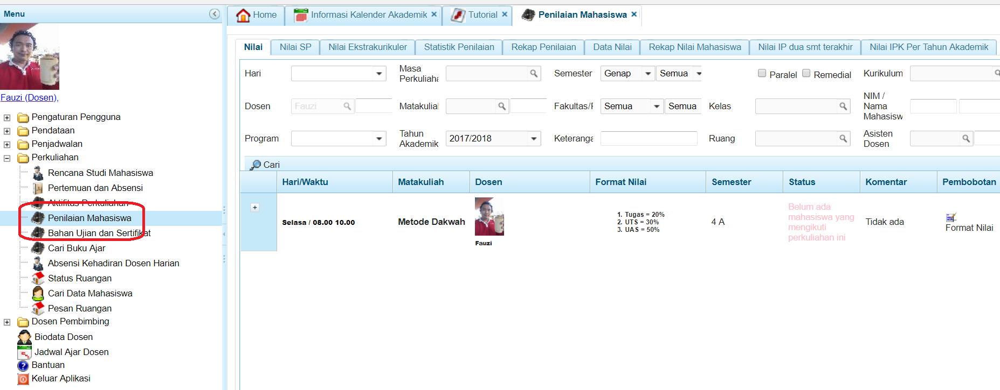 Menu
Home
Informasi Kalender Akademik
Tutorial
Penilaian Mahasiswa
Fauzi (Dosen),
Pengaturan Pengguna
Pendataan
Penjadwalan
Perkuliahan
Rencana Studi Mahasiswa
Pertemuan dan Absensi
Aktifitas Perkuliahan
Penilaian Mahasiswa
Bahan Ujian dan Sertifikat
Cari Buku Ajar
Absensi Kehadiran Dosen Harian
Status Ruangan
Cari Data Mahasiswa
Pesan Ruangan
Dosen Pembimbing
Biodata Dosen
Jadwal Ajar Dosen
Bantuan
Keluar Aplikasi
Nilai
Nilai SP
Nilai Ekstrakurikuler
Statistik Penilaian
Rekap Penilaian
Data Nilai
Rekap Nilai Mahasiswa
Nilai IP dua smt terakhir
Nilai IPK Per Tahun Akademik
Hari
Masa
Perkuliaha
Semester
Genap
Semua
Paralel
Remedial
Kurikulum
Dosen
Fauzi
Matakulial
Fakultas/F
Semua
Semua
Kelas
NIM /
Nama
Mahasisw
Program
Tahun
Akademik
2017/2018
Keteranga
Ruang
Asisten
Dosen
Cari
Hari/Waktu
Matakuliah
Dosen
Format Nilai
Semester
Status
Komentar
Pembobotan
Selasa / 08.00 10.00
Metode Dakwah
Fauzi
1. Tugas = 20%
2. UTS = 30%
3. UAS = 50%
4 A
Belum ada
mahasiswa yang
mengikuti
perkuliahan ini
Tidak ada
Format Nilai